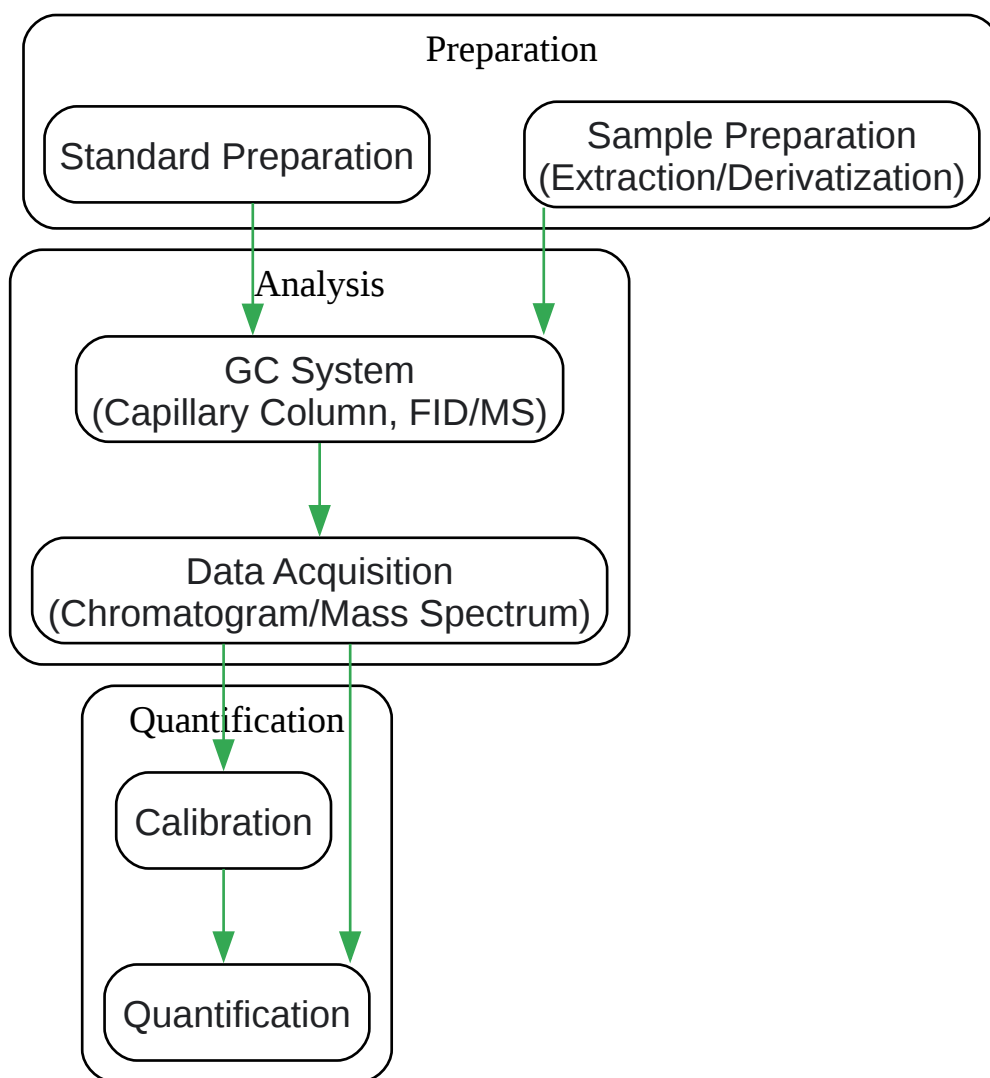 Preparation
Standard Preparation
Sample Preparation
(Extraction/Derivatization)
Analysis
GC System
(Capillary Column, FID/MS)
Data Acquisition
(Chromatogram/Mass Spectrum)
Quantification
Calibration
Quantification